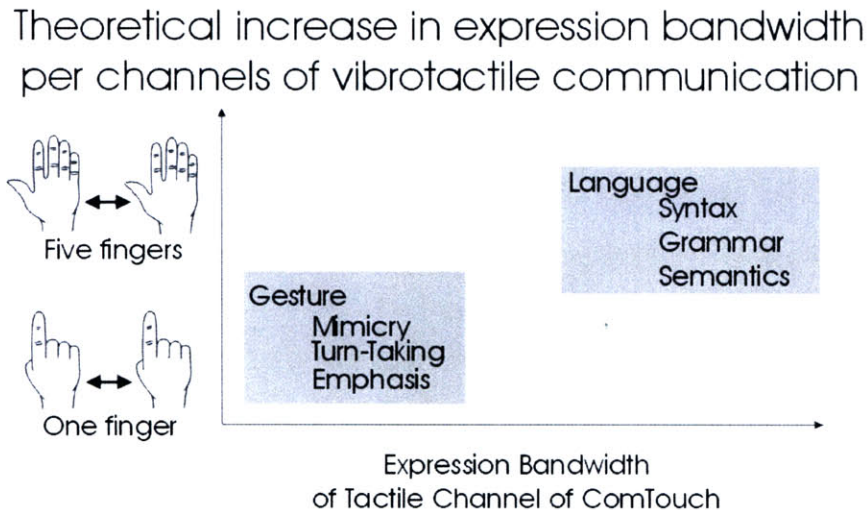 Theoretical increase in expression bandwidth
per channels of vibrotactile communication
Five fingers
One finger
Language
Syntax
Grammar
Semantics
Gesture
Mimicry
Turn-Taking
Emphasis
Expression Bandwidth
of Tactile Channel of ComTouch